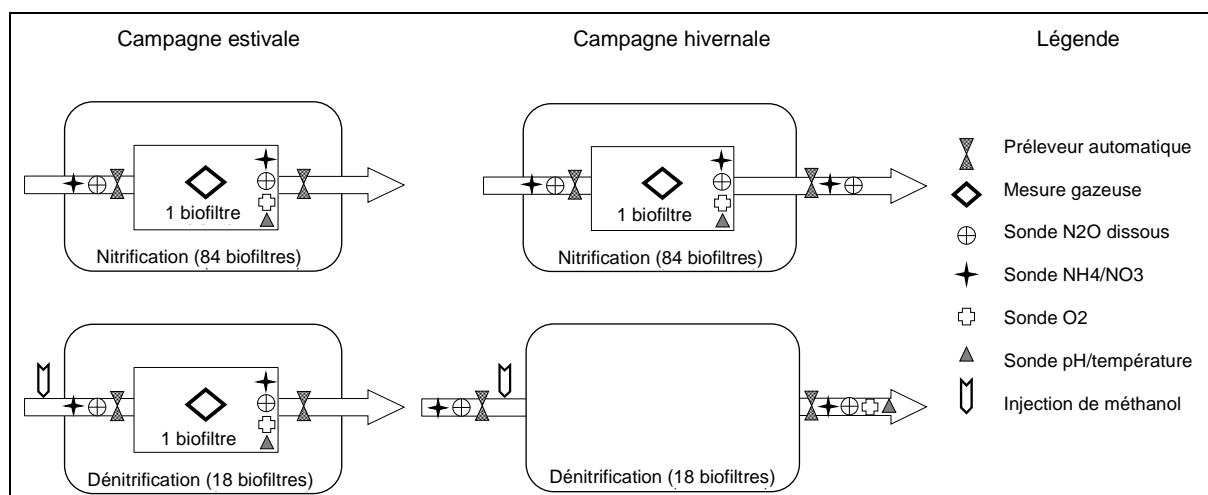 Campagne estivale
Campagne hivernale
Légende
1 biofiltre
Nitrification (84 biofiltres)
1 biofiltre
Nitrification (84 biofiltres)
1 biofiltre
Dénitrification (18 biofiltres)
Dénitrification (18 biofiltres)
Préleveur automatique
Mesure gazeuse
Sonde N2O dissous
Sonde NH4/NO3
Sonde O2
Sonde pH/température
Injection de méthanol